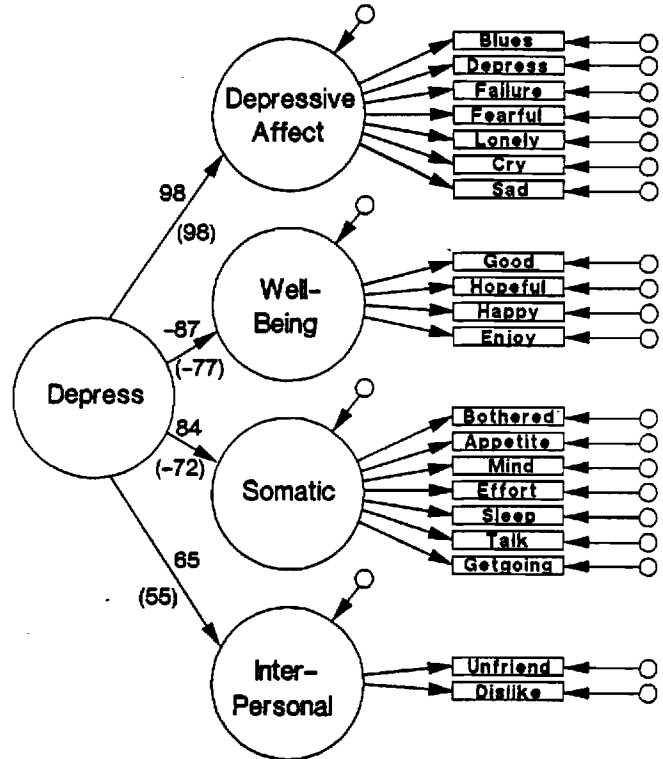 Depressive
Affect
Blues
Depress
Failure
Fearful
Lonely
Cry
Sad
98
(98)
Well-
Being
Good
Hopeful
Happy
Enjoy
-87
(-77)
Depress
84
(-72)
Somatic
Bothered
Appetite
Mind
Effort
Sleep
Talk
Getgoing
65
(55)
Inter-
Personal
Unfriend
Dislike